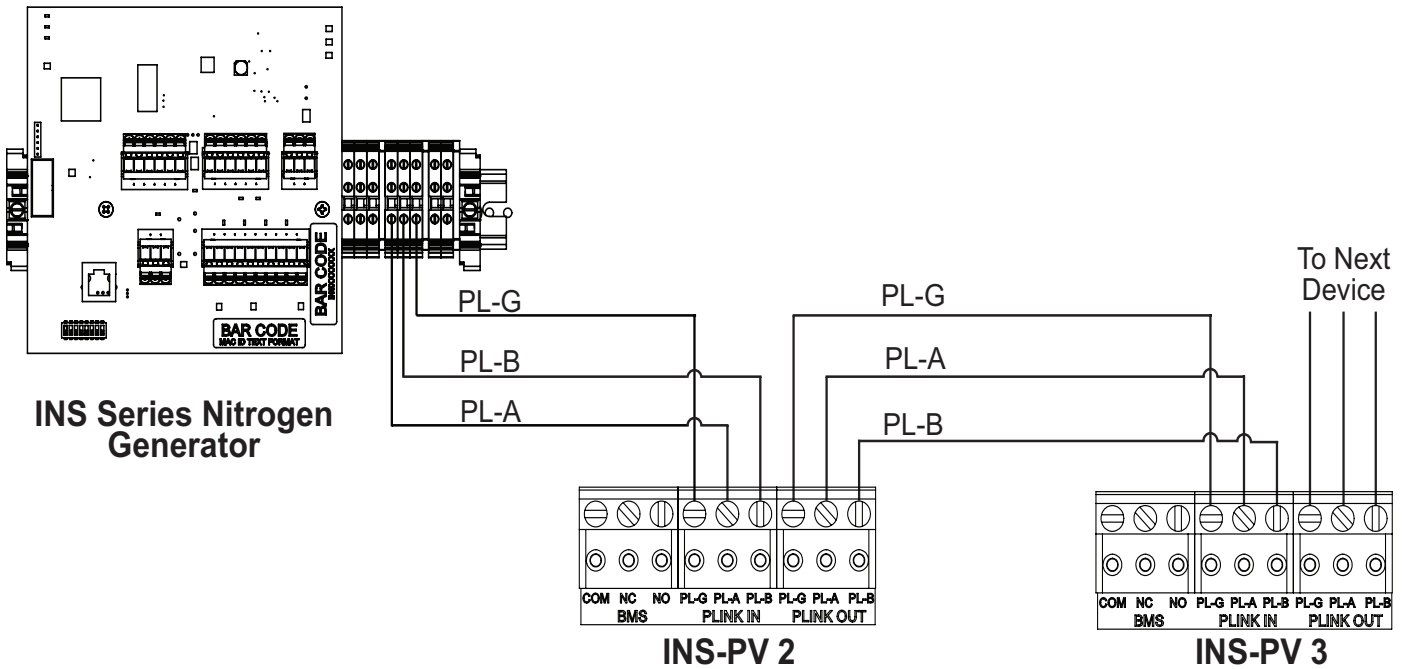 BAR CODE
INSXXXXXXX
BAR CODE
MAC ID TEXT FORMAT
INS Series Nitrogen
Generator
PL-G
PL-B
PL-A
PL-G
PL-A
PL-B
To Next
Device
COM NC NO PL-G PL-A PL-B PL-G PL-A PL-B
BMS PLINK IN PLINK OUT
INS-PV 2
COM NC NO PL-G PL-A PL-B PL-G PL-A PL-B
BMS PLINK IN PLINK OUT
INS-PV 3